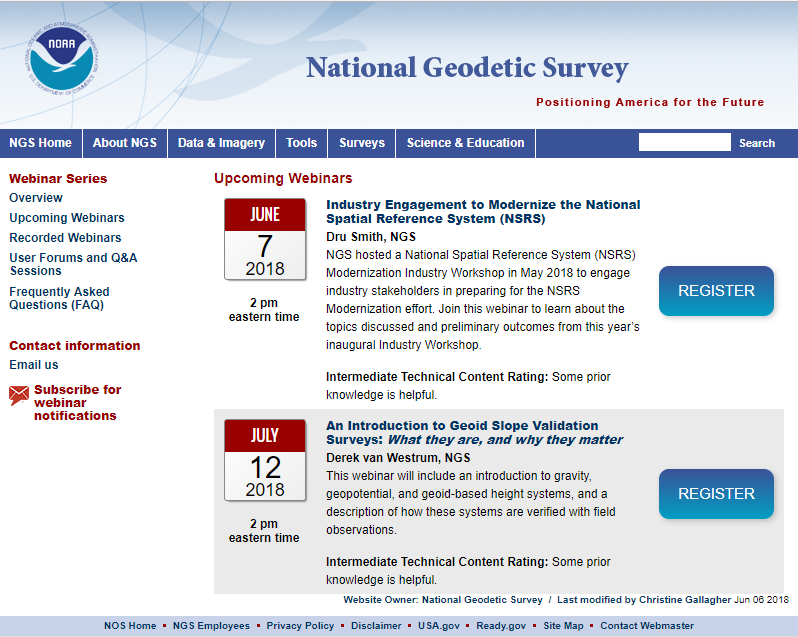 NOAA
NATIONAL OCEANIC AND ATMOSPHERIC ADMINISTRATION
U.S. DEPARTMENT OF COMMERCE
National Geodetic Survey
Positioning America for the Future
NGS Home
About NGS
Data & Imagery
Tools
Surveys
Science & Education
Search
Webinar Series
Overview
Upcoming Webinars
Recorded Webinars
User Forums and Q&A
Sessions
Frequently Asked
Questions (FAQ)
Contact information
Email us
Subscribe for
webinar
notifications
Upcoming Webinars
JUNE
7
2018
2 pm
eastern time
Industry Engagement to Modernize the National
Spatial Reference System (NSRS)
Dru Smith, NGS
NGS hosted a National Spatial Reference System (NSRS)
Modernization Industry Workshop in May 2018 to engage
industry stakeholders in preparing for the NSRS
Modernization effort. Join this webinar to learn about the
topics discussed and preliminary outcomes from this year's
inaugural Industry Workshop.
Intermediate Technical Content Rating: Some prior
knowledge is helpful.
REGISTER
JULY
12
2018
2 pm
eastern time
An Introduction to Geoid Slope Validation
Surveys: What they are, and why they matter
Derek van Westrum, NGS
This webinar will include an introduction to gravity,
geopotential, and geoid-based height systems, and a
description of how these systems are verified with field
observations.
Intermediate Technical Content Rating: Some prior
knowledge is helpful.
REGISTER
Website Owner: National Geodetic Survey / Last modified by Christine Gallagher Jun 06 2018
NOS Home ▪ NGS Employees ▪ Privacy Policy ▪ Disclaimer ▪ USA.gov ▪ Ready.gov ▪ Site Map ▪ Contact Webmaster